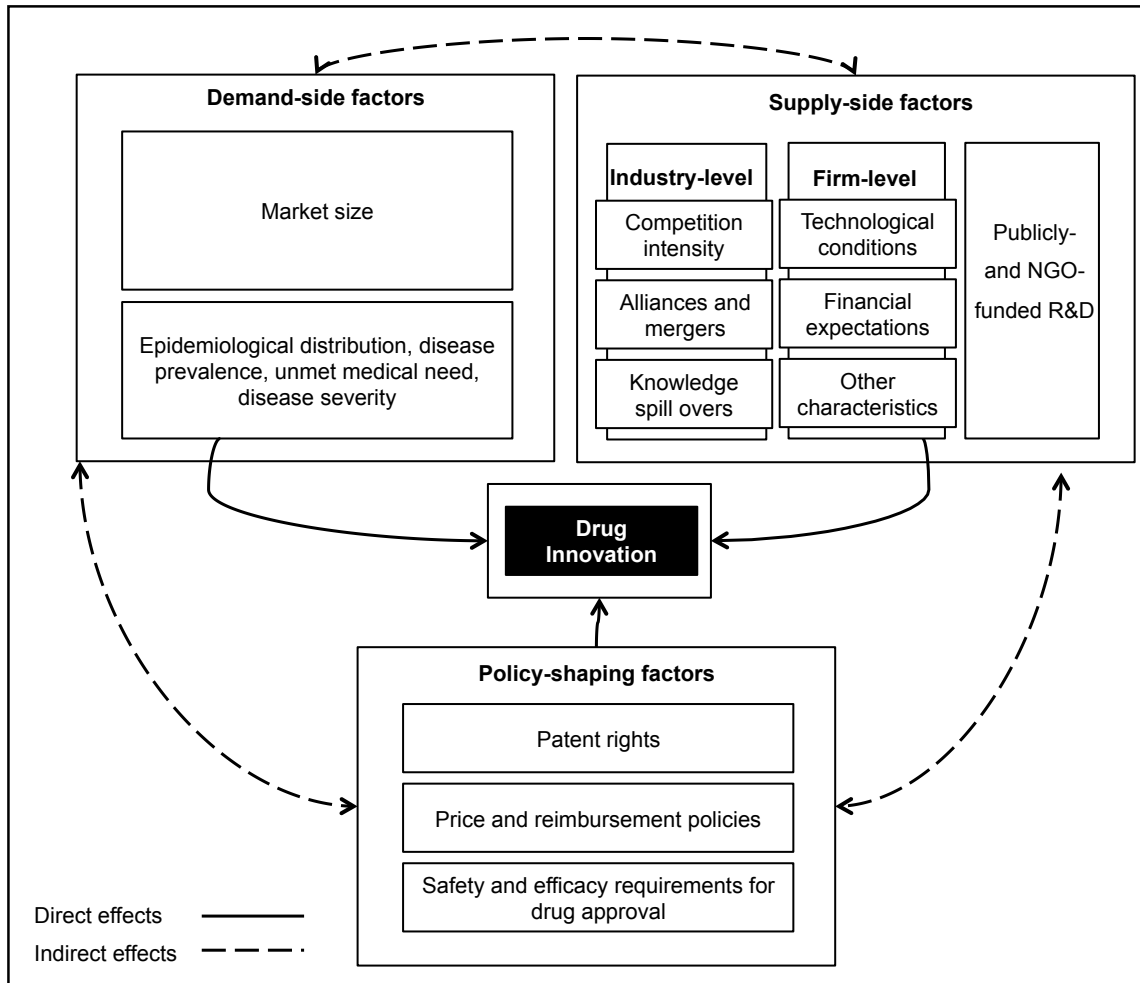 Demand-side factors
Market size
Epidemiological distribution, disease
prevalence, unmet medical need,
disease severity
Supply-side factors
Industry-level
Competition
intensity
Alliances and
mergers
Knowledge
spill overs
Firm-level
Technological
conditions
Financial
expectations
Other
characteristics
Publicly-
and NGO-
funded R&D
Drug
Innovation
Policy-shaping factors
Patent rights
Price and reimbursement policies
Safety and efficacy requirements for
drug approval
Direct effects
Indirect effects